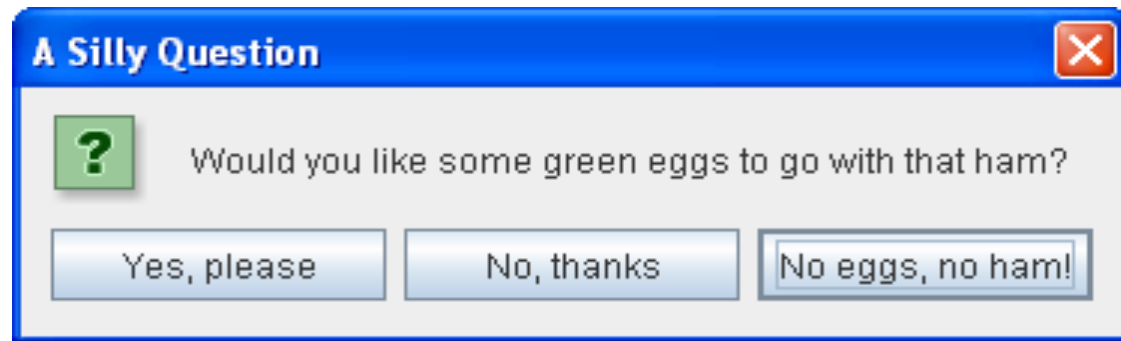 A Silly Question
?
Would you like some green eggs to go with that ham?
Yes, please
No, thanks
No eggs, no ham!